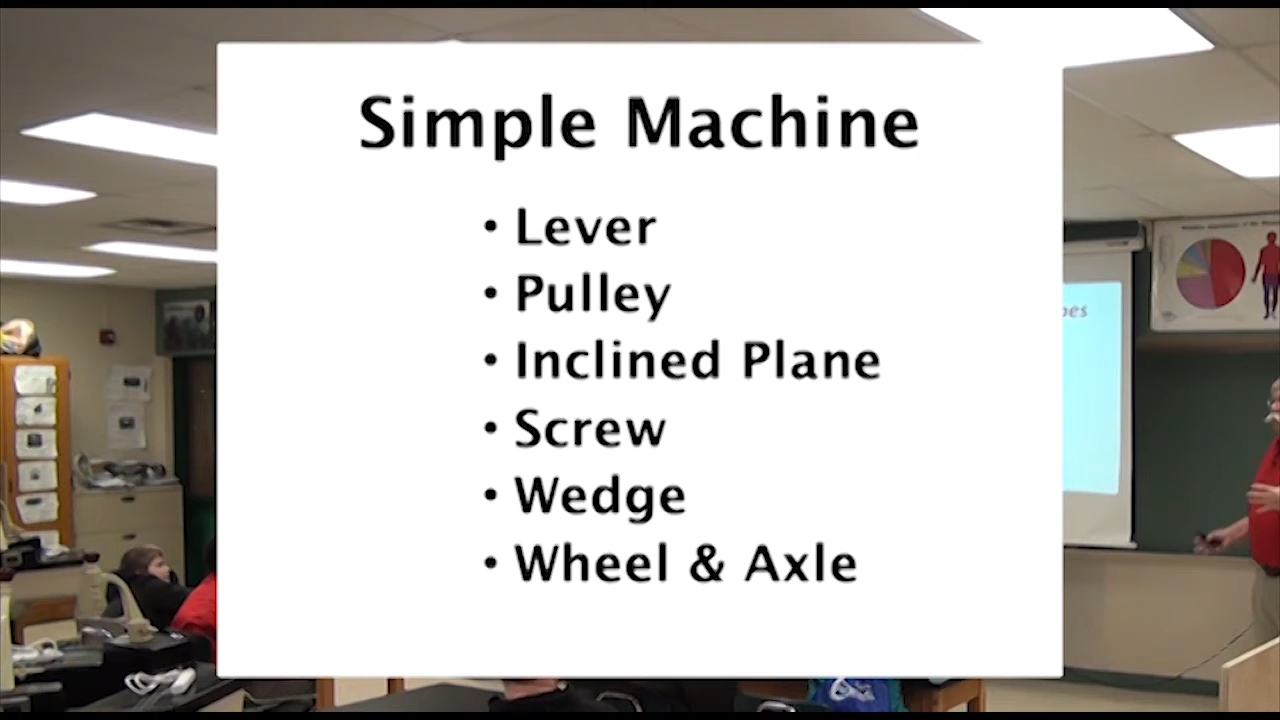 Simple Machine
• Lever
• Pulley
• Inclined Plane
• Screw
• Wedge
• Wheel & Axle